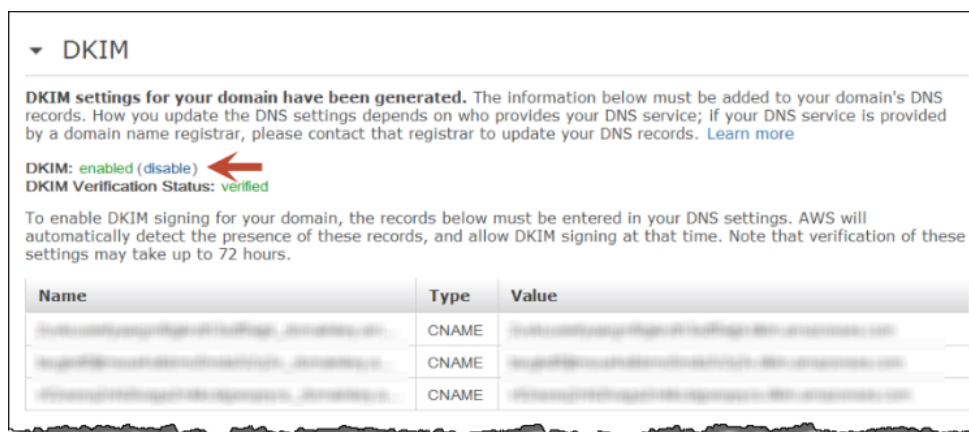 DKIM
DKIM settings for your domain have been generated. The information below must be added to your domain's DNS
records. How you update the DNS settings depends on who provides your DNS service; if your DNS service is provided
by a domain name registrar, please contact that registrar to update your DNS records. Learn more
DKIM: enabled (disable)
DKIM Verification Status: verified
To enable DKIM signing for your domain, the records below must be entered in your DNS settings. AWS will
automatically detect the presence of these records, and allow DKIM signing at that time. Note that verification of these
settings may take up to 72 hours.
Name Type Value
CNAME
CNAME
CNAME